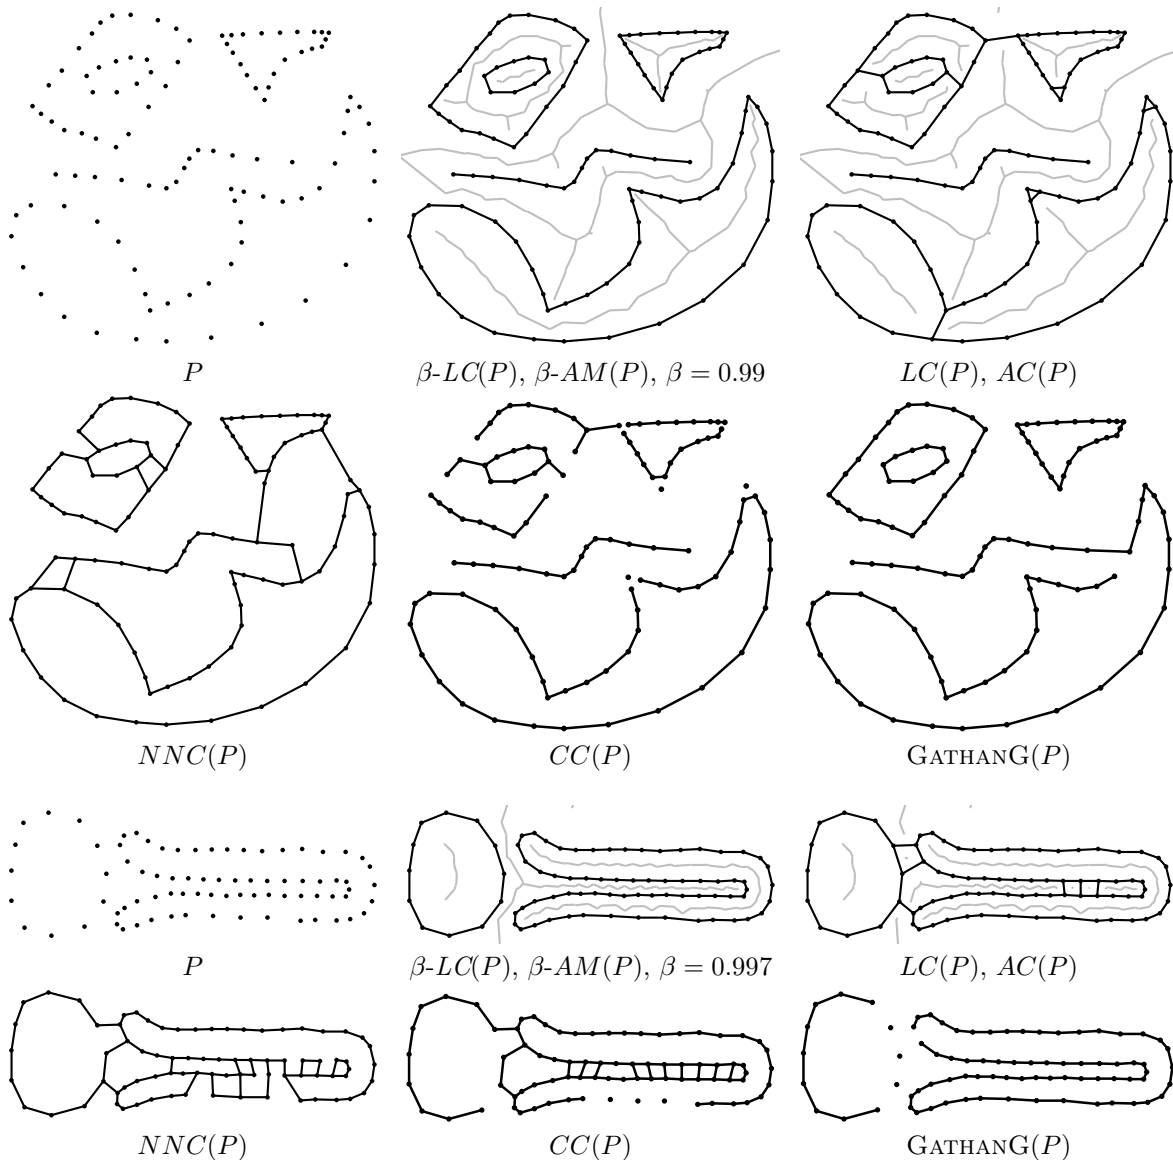 P
β-LC(P), β-AM(P), β = 0.99
LC(P), AC(P)
NNC(P)
CC(P)
GATHANG(P)
P
β-LC(P), β-AM(P), β = 0.997
LC(P), AC(P)
NNC(P)
CC(P)
GATHANG(P)